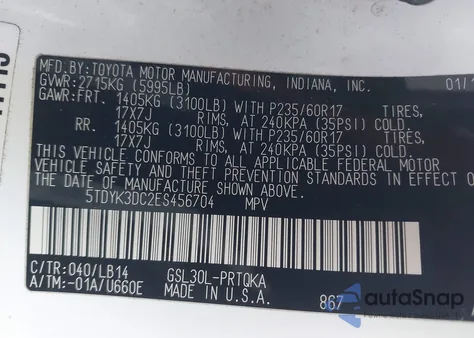 MFD. BY: TOYOTA MOTOR MANUFACTURING, INDIANA, INC. 01/1
GVWR: 2715KG (5995LB)
GAWR: FRT. 1405KG (3100LB) WITH P235/60R17 TIRES,
17X7J RIMS, AT 240KPA (35PSI) COLD.
RR. 1405KG (3100LB) WITH P235/60R17 TIRES,
17X7J RIMS, AT 240KPA (35PSI) COLD.
THIS VEHICLE CONFORMS TO ALL APPLICABLE FEDERAL MOTOR
VEHICLE SAFETY AND THEFT PREVENTION STANDARDS IN EFFECT ON
THE DATE OF MANUFACTURE SHOWN ABOVE.
5TDYK3DC2ES456704 MPV
C/TR: 040/LB14 GSL30L-PRTQKA
A/TM: -01A/U660E MADE IN U.S.A. 867
autoSnap